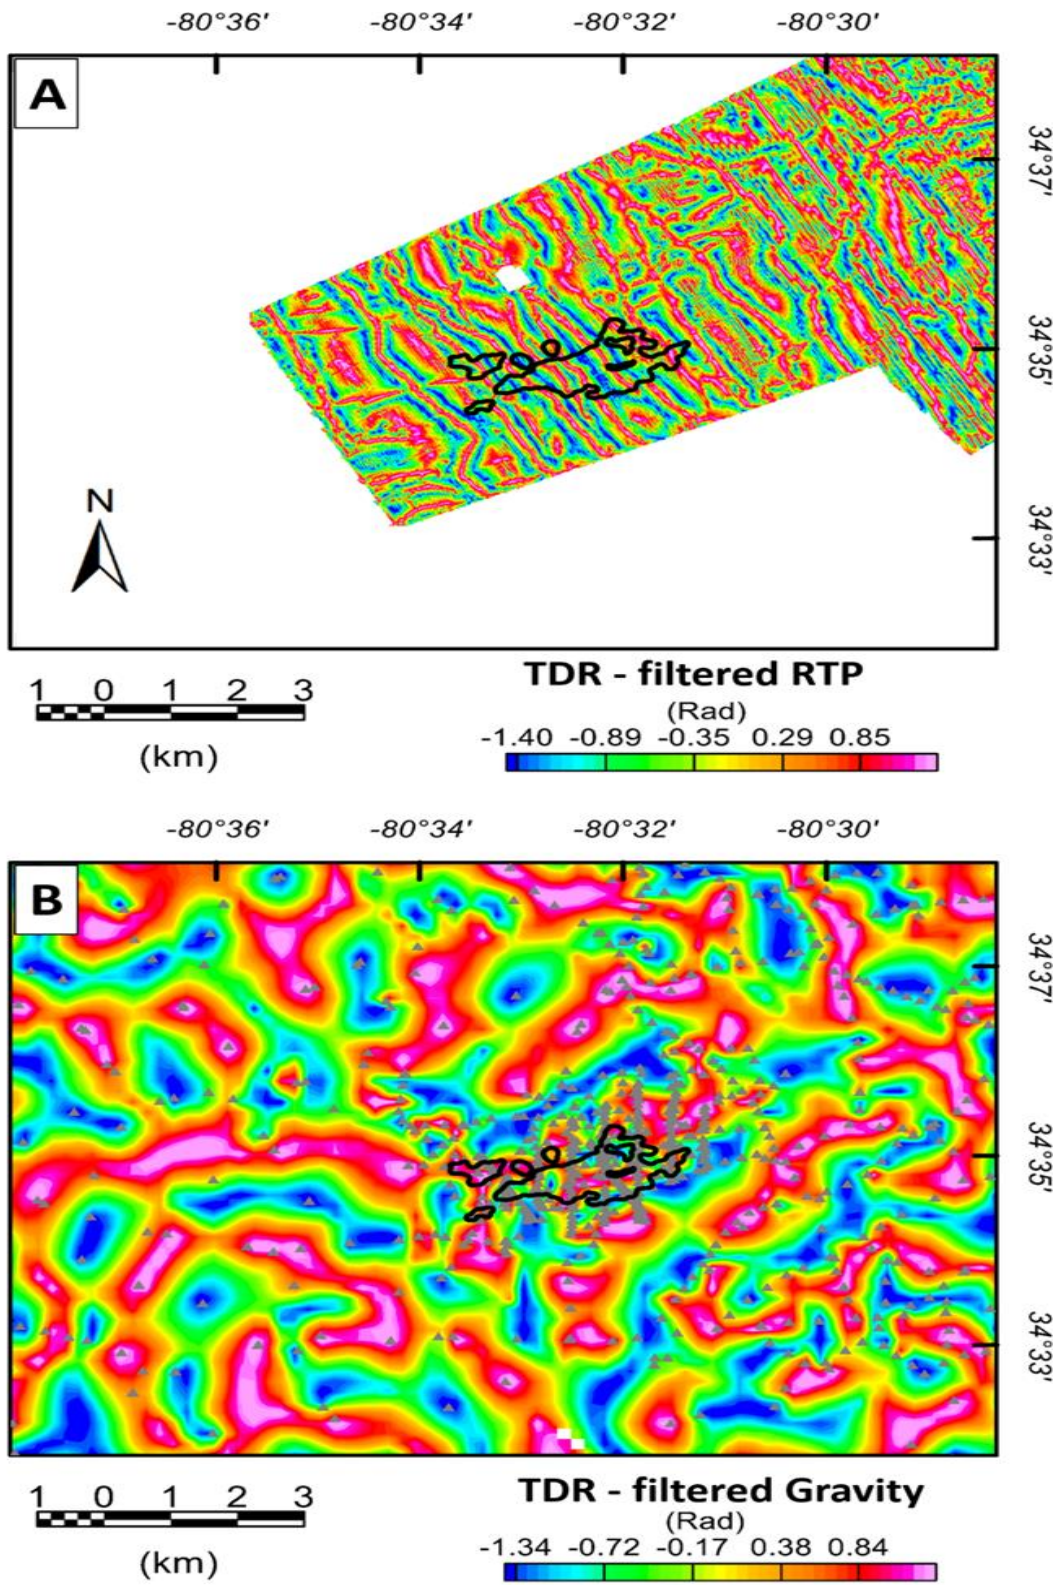 -80°36' -80°34' -80°32' -80°30'
A
34°37'
34°35'
34°33'
N
1 0 1 2 3
(km)
TDR - filtered RTP
(Rad)
-1.40 -0.89 -0.35 0.29 0.85
-80°36' -80°34' -80°32' -80°30'
B
34°37'
34°35'
34°33'
1 0 1 2 3
(km)
TDR - filtered Gravity
(Rad)
-1.34 -0.72 -0.17 0.38 0.84